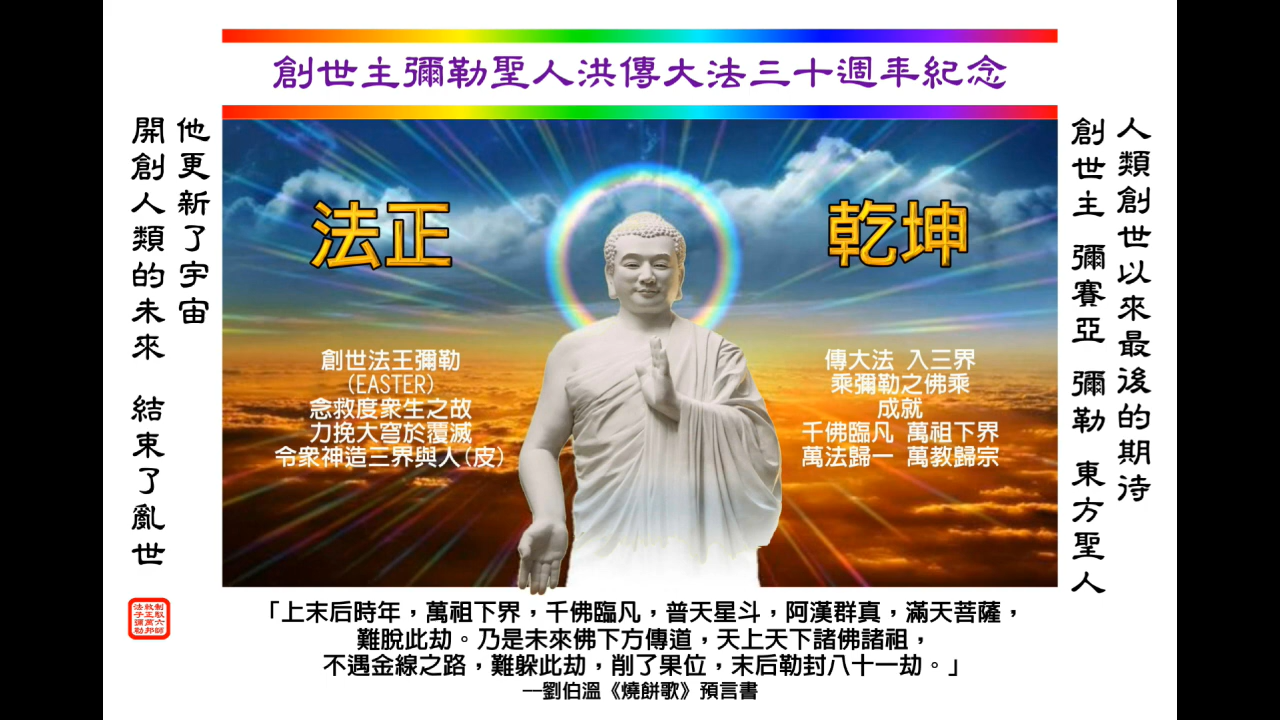 創世主彌勒聖人洪傳大法三十週年紀念
人類創世以來最後的期待
創世主 彌賽亞 彌勒 東方聖人
法正
乾坤
創世法王彌勒
(EASTER)
念救度眾生之故
力挽大穹於覆滅
令眾神造三界與人(皮)
傳大法 入三界
乘彌勒之佛乘
成就
千佛臨凡 萬祖下界
萬法歸一 萬教歸宗
他更新了宇宙
開創人類的未來 結束了亂世
「上末后時年，萬祖下界，千佛臨凡，普天星斗，阿漢群真，滿天菩薩，
難脫此劫。乃是未來佛下方傳道，天上天下諸佛諸祖，
不遇金線之路，難躲此劫，削了果位，末后勒封八十一劫。」
--劉伯溫《燒餅歌》預言書